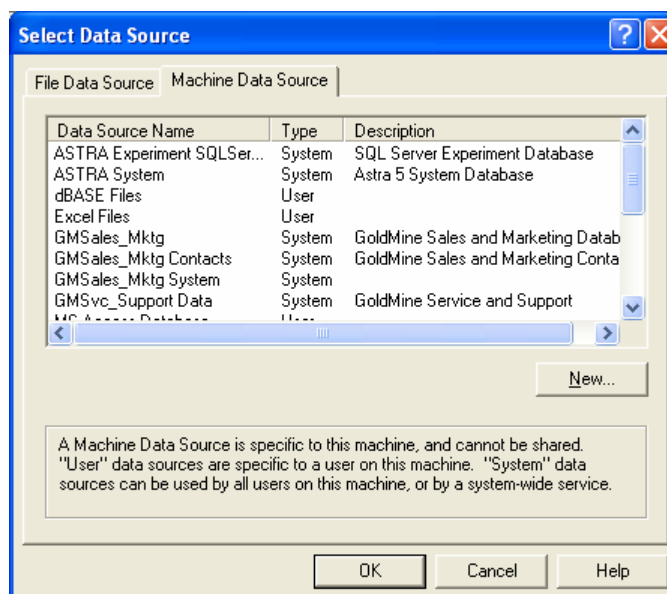 Select Data Source
File Data Source Machine Data Source
Data Source Name Type Description
ASTRA Experiment SQLSer... System SQL Server Experiment Database
ASTRA System System Astra 5 System Database
dBASE Files User
Excel Files User
GMSales_Mktg System GoldMine Sales and Marketing Datab
GMSales_Mktg Contacts System GoldMine Sales and Marketing Conta
GMSales_Mktg System System
GMSvc_Support Data System GoldMine Service and Support
MS Access Database User
New...
A Machine Data Source is specific to this machine, and cannot be shared.
"User" data sources are specific to a user on this machine. "System" data
sources can be used by all users on this machine, or by a system-wide service.
OK Cancel Help